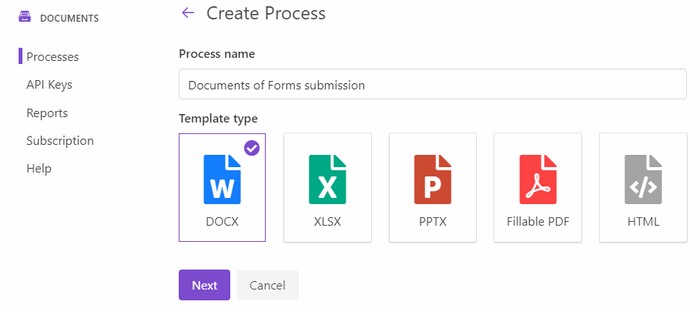 DOCUMENTS
Processes
API Keys
Reports
Subscription
Help
← Create Process
Process name
Documents of Forms submission
Template type
W
DOCX
X
XLSX
P
PPTX
Fillable PDF
</>
HTML
Next
Cancel